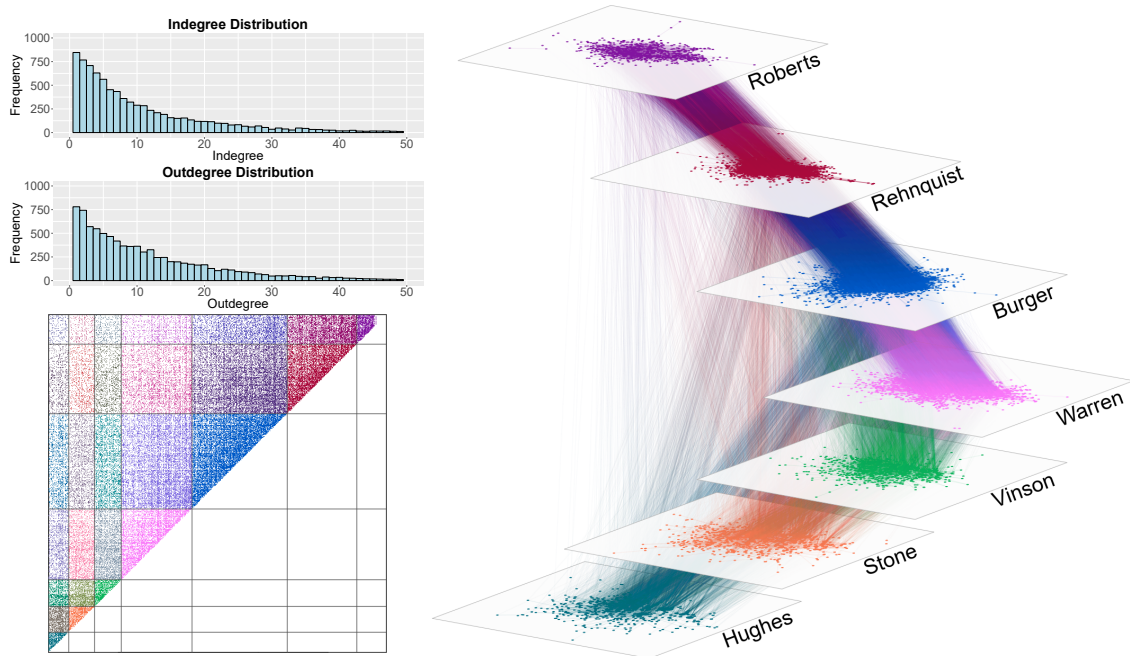 Indegree Distribution
1000
750
500
250
0
Frequency
0 10 20 30 40 50
Indegree
Outdegree Distribution
1000
750
500
250
0
Frequency
0 10 20 30 40 50
Outdegree
Roberts
Rehnquist
Burger
Warren
Vinson
Stone
Hughes